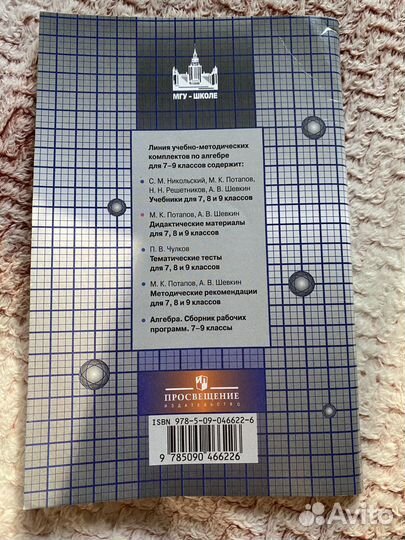 МГУ - ШКОЛЕ
Линия учебно-методических
комплектов по алгебре
для 7–9 классов содержит:
С. М. Никольский, М. К. Потапов,
Н. Н. Решетников, А. В. Шевкин
Учебники для 7, 8 и 9 классов
М. К. Потапов, А. В. Шевкин
Дидактические материалы
для 7, 8 и 9 классов
П. В. Чулков
Тематические тесты
для 7, 8 и 9 классов
М. К. Потапов, А. В. Шевкин
Методические рекомендации
для 7, 8 и 9 классов
Алгебра. Сборник рабочих
программ. 7–9 классы
ПРОСВЕЩЕНИЕ
ИЗДАТЕЛЬСТВО
ISBN 978-5-09-046622-6
9 785090 466226
Avito